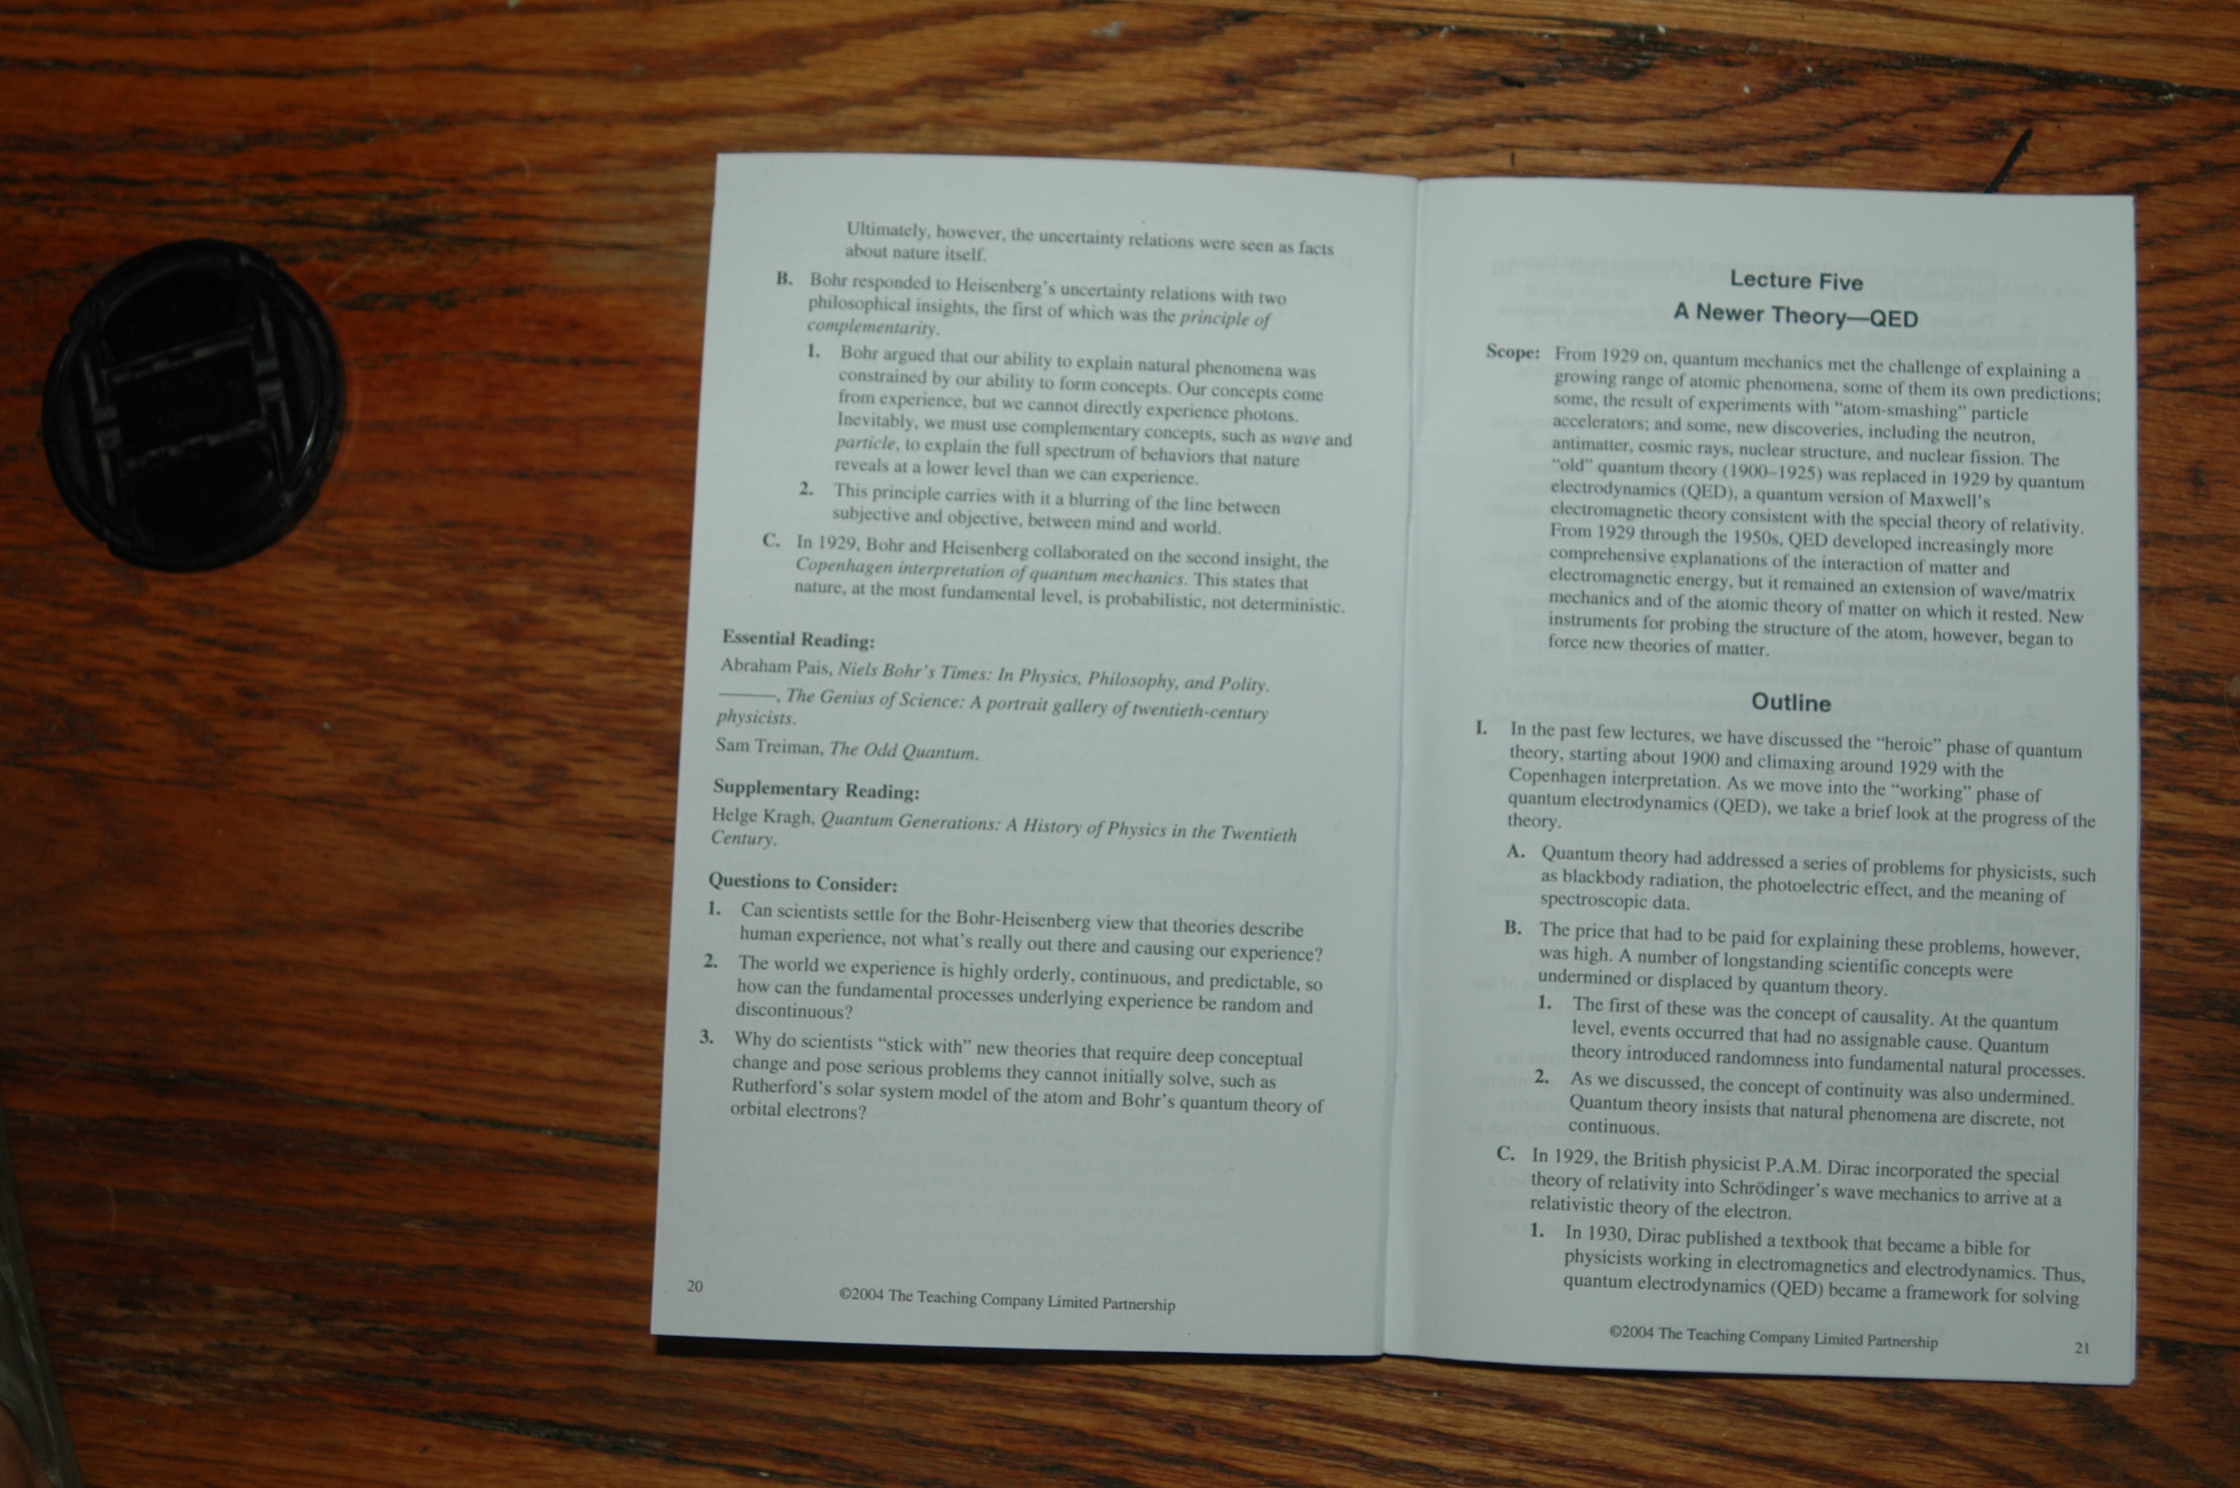 Ultimately, however, the uncertainty relations were seen as facts
about nature itself.
B. Bohr responded to Heisenberg's uncertainty relations with two
philosophical insights, the first of which was the principle of
complementarity.
1. Bohr argued that our ability to explain natural phenomena was
constrained by our ability to form concepts. Our concepts come
from experience, but we cannot directly experience photons.
Inevitably, we must use complementary concepts, such as wave and
particle, to explain the full spectrum of behaviors that nature
reveals at a lower level than we can experience.
2. This principle carries with it a blurring of the line between
subjective and objective, between mind and world.
C. In 1929, Bohr and Heisenberg collaborated on the second insight, the
Copenhagen interpretation of quantum mechanics. This states that
nature, at the most fundamental level, is probabilistic, not deterministic.
Essential Reading:
Abraham Pais, Niels Bohr's Times: In Physics, Philosophy, and Polity.
———, The Genius of Science: A portrait gallery of twentieth-century
physicists.
Sam Treiman, The Odd Quantum.
Supplementary Reading:
Helge Kragh, Quantum Generations: A History of Physics in the Twentieth
Century.
Questions to Consider:
1. Can scientists settle for the Bohr-Heisenberg view that theories describe
human experience, not what's really out there and causing our experience?
2. The world we experience is highly orderly, continuous, and predictable, so
how can the fundamental processes underlying experience be random and
discontinuous?
3. Why do scientists “stick with” new theories that require deep conceptual
change and pose serious problems they cannot initially solve, such as
Rutherford's solar system model of the atom and Bohr's quantum theory of
orbital electrons?
20 ©2004 The Teaching Company Limited Partnership
Lecture Five
A Newer Theory—QED
Scope: From 1929 on, quantum mechanics met the challenge of explaining a
growing range of atomic phenomena, some of them its own predictions;
some, the result of experiments with “atom-smashing” particle
accelerators; and some, new discoveries, including the neutron,
antimatter, cosmic rays, nuclear structure, and nuclear fission. The
“old” quantum theory (1900–1925) was replaced in 1929 by quantum
electrodynamics (QED), a quantum version of Maxwell's
electromagnetic theory consistent with the special theory of relativity.
From 1929 through the 1950s, QED developed increasingly more
comprehensive explanations of the interaction of matter and
electromagnetic energy, but it remained an extension of wave/matrix
mechanics and of the atomic theory of matter on which it rested. New
instruments for probing the structure of the atom, however, began to
force new theories of matter.
Outline
I. In the past few lectures, we have discussed the “heroic” phase of quantum
theory, starting about 1900 and climaxing around 1929 with the
Copenhagen interpretation. As we move into the “working” phase of
quantum electrodynamics (QED), we take a brief look at the progress of the
theory.
A. Quantum theory had addressed a series of problems for physicists, such
as blackbody radiation, the photoelectric effect, and the meaning of
spectroscopic data.
B. The price that had to be paid for explaining these problems, however,
was high. A number of longstanding scientific concepts were
undermined or displaced by quantum theory.
1. The first of these was the concept of causality. At the quantum
level, events occurred that had no assignable cause. Quantum
theory introduced randomness into fundamental natural processes.
2. As we discussed, the concept of continuity was also undermined.
Quantum theory insists that natural phenomena are discrete, not
continuous.
C. In 1929, the British physicist P.A.M. Dirac incorporated the special
theory of relativity into Schrödinger's wave mechanics to arrive at a
relativistic theory of the electron.
1. In 1930, Dirac published a textbook that became a bible for
physicists working in electromagnetics and electrodynamics. Thus,
quantum electrodynamics (QED) became a framework for solving
©2004 The Teaching Company Limited Partnership 21